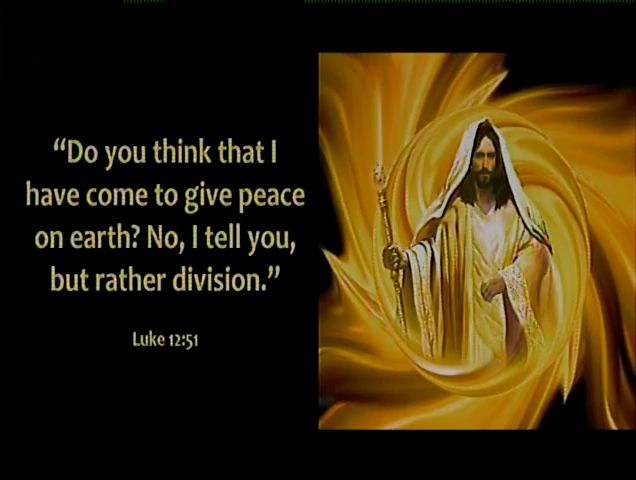 “Do you think that I
have come to give peace
on earth? No, I tell you,
but rather division.”
Luke 12:51